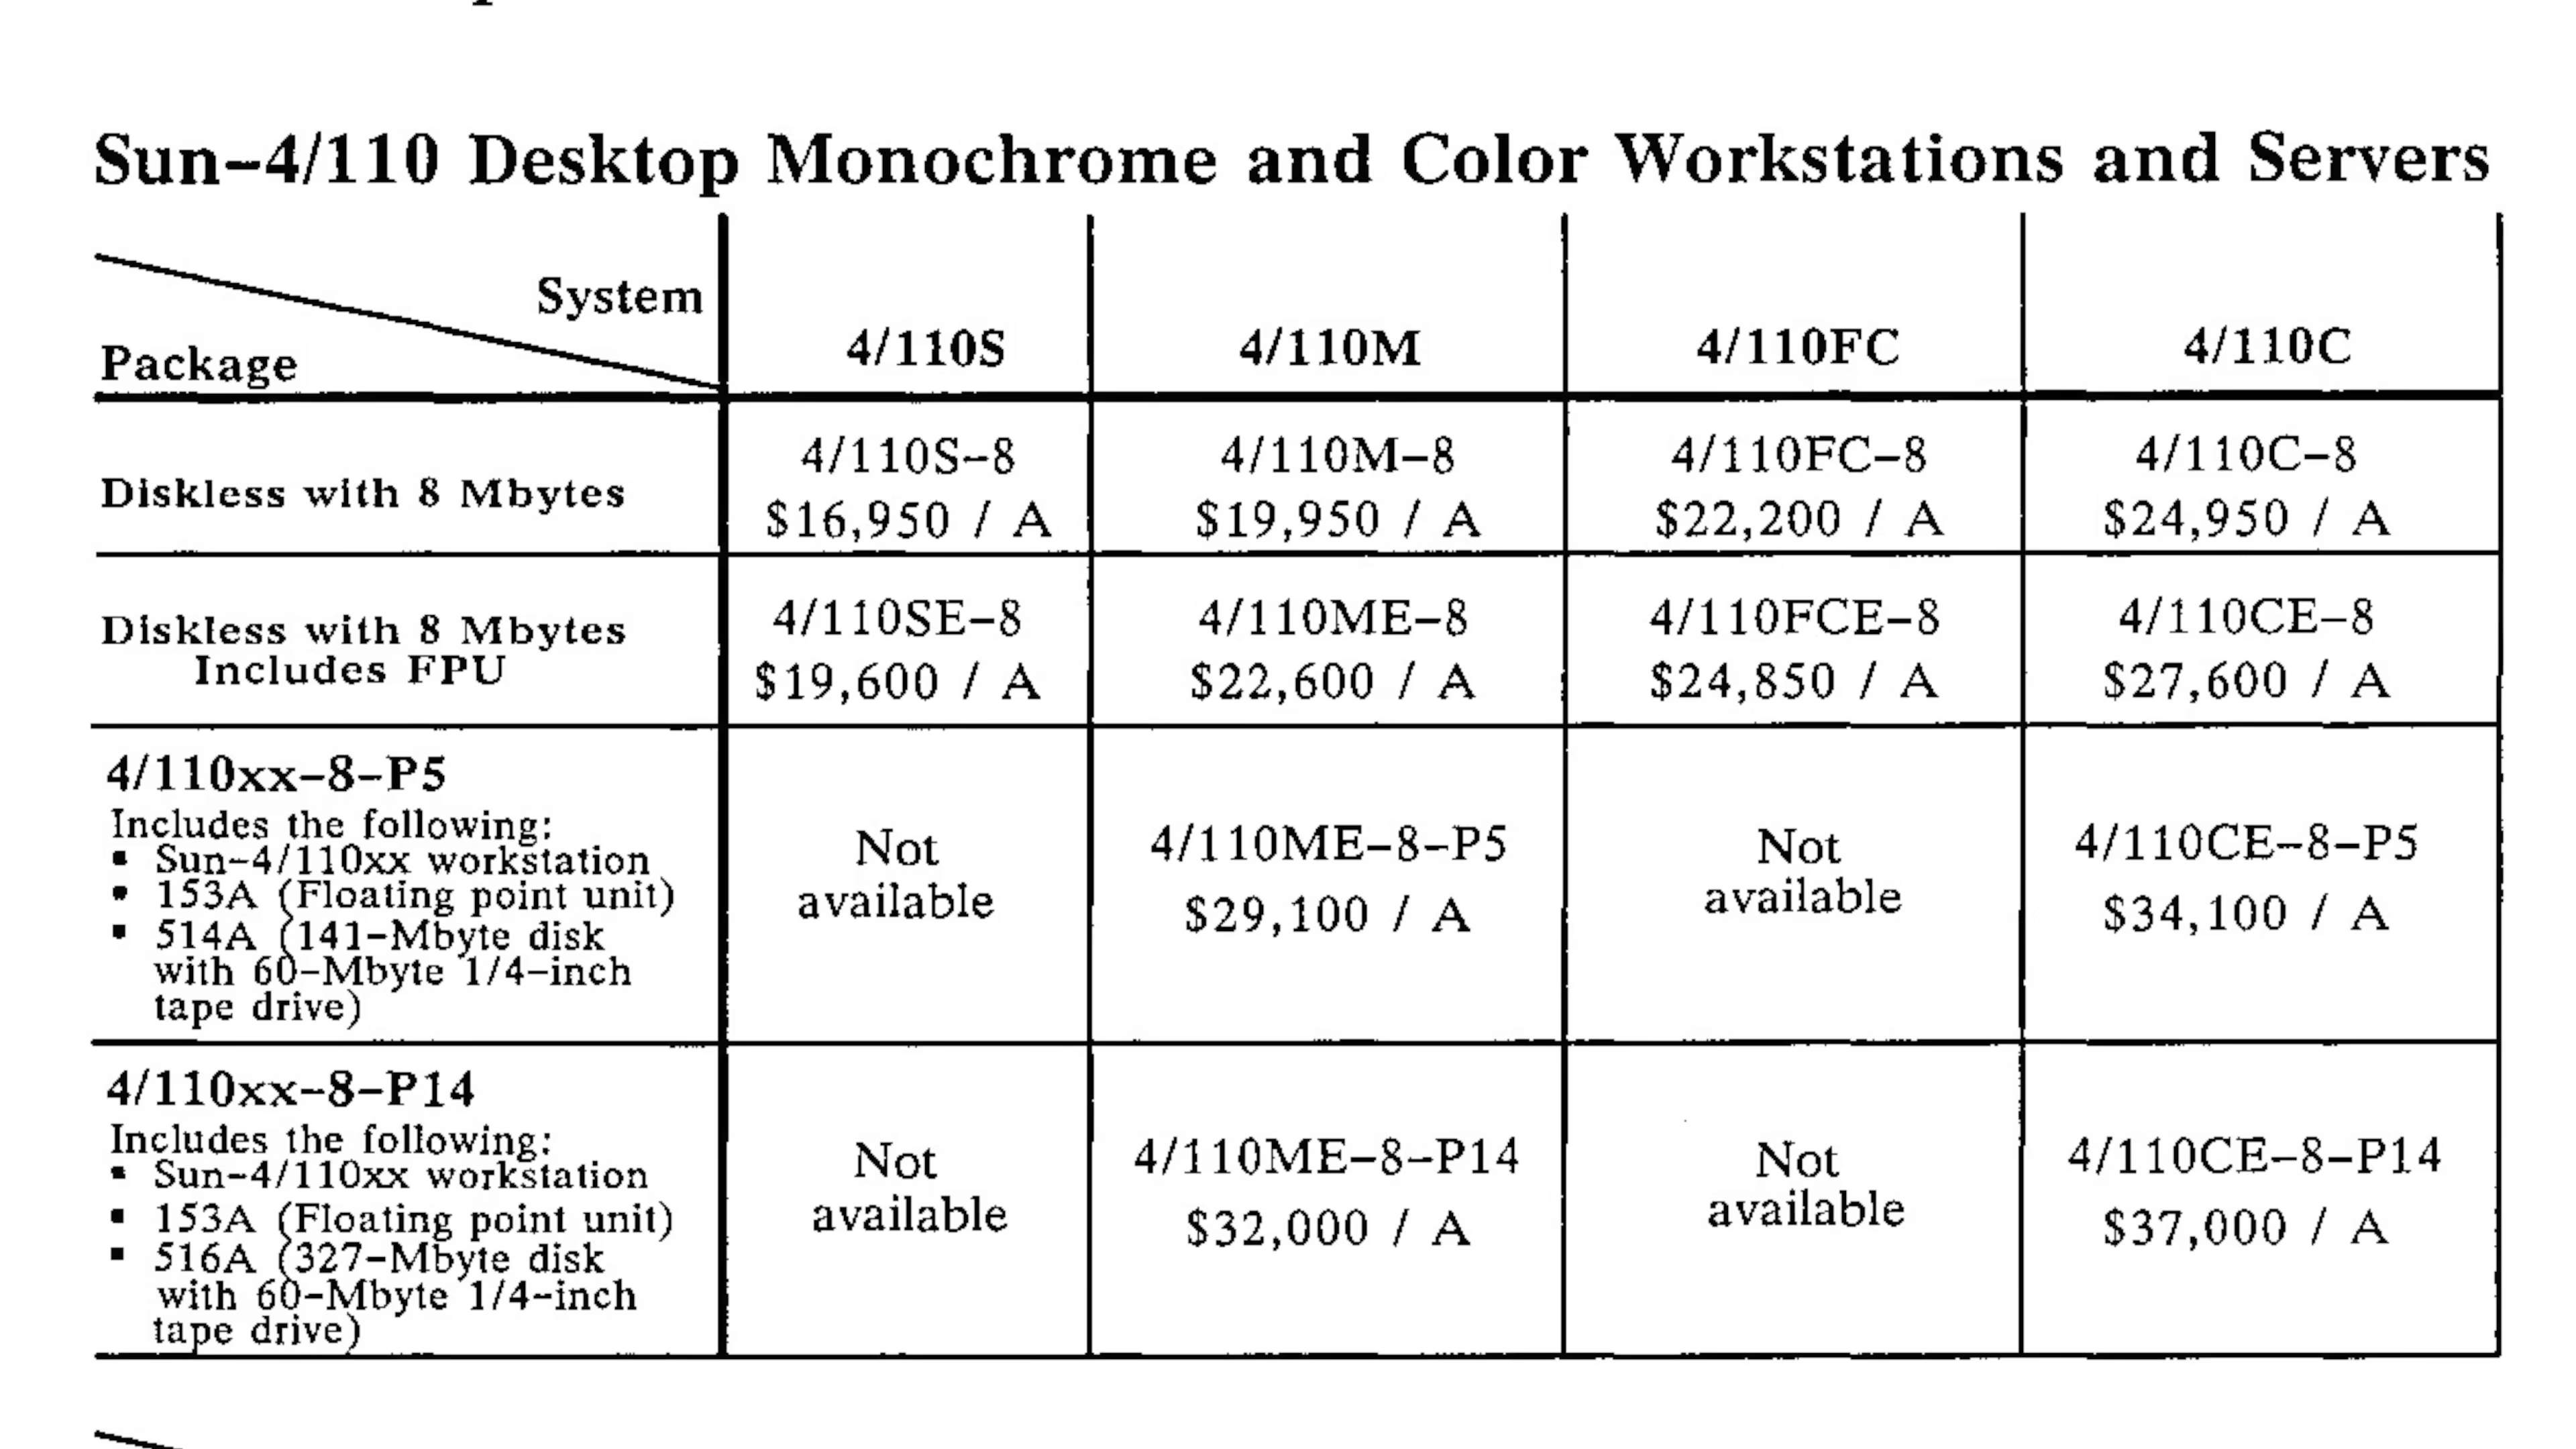 Sun-4/110 Desktop Monochrome and Color Workstations and Servers
System
Package
4/110S
4/110M
4/110FC
4/110C
Diskless with 8 Mbytes
4/110S-8
$16,950 / A
4/110M-8
$19,950 / A
4/110FC-8
$22,200 / A
4/110C-8
$24,950 / A
Diskless with 8 Mbytes
Includes FPU
4/110SE-8
$19,600 / A
4/110ME-8
$22,600 / A
4/110FCE-8
$24,850 / A
4/110CE-8
$27,600 / A
4/110xx-8-P5
Includes the following:
▪ Sun-4/110xx workstation
▪ 153A (Floating point unit)
▪ 514A (141-Mbyte disk
with 60-Mbyte 1/4-inch
tape drive)
Not
available
4/110ME-8-P5
$29,100 / A
Not
available
4/110CE-8-P5
$34,100 / A
4/110xx-8-P14
Includes the following:
▪ Sun-4/110xx workstation
▪ 153A (Floating point unit)
▪ 516A (327-Mbyte disk
with 60-Mbyte 1/4-inch
tape drive)
Not
available
4/110ME-8-P14
$32,000 / A
Not
available
4/110CE-8-P14
$37,000 / A